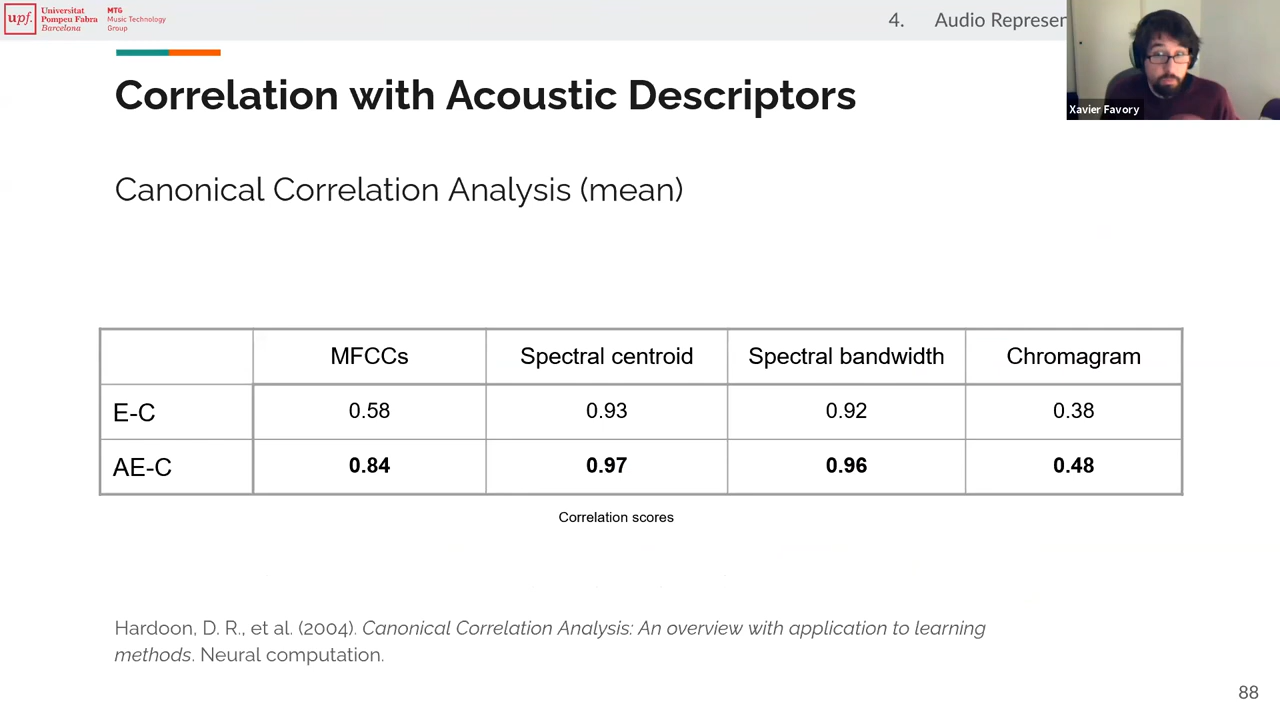 upf.
Universitat
Pompeu Fabra
Barcelona
MTG
Music Technology
Group
4. Audio Represer
Xavier Favory
Correlation with Acoustic Descriptors
Canonical Correlation Analysis (mean)
MFCCs Spectral centroid Spectral bandwidth Chromagram
E-C 0.58 0.93 0.92 0.38
AE-C 0.84 0.97 0.96 0.48
Correlation scores
Hardoon, D. R., et al. (2004). Canonical Correlation Analysis: An overview with application to learning
methods. Neural computation.
88